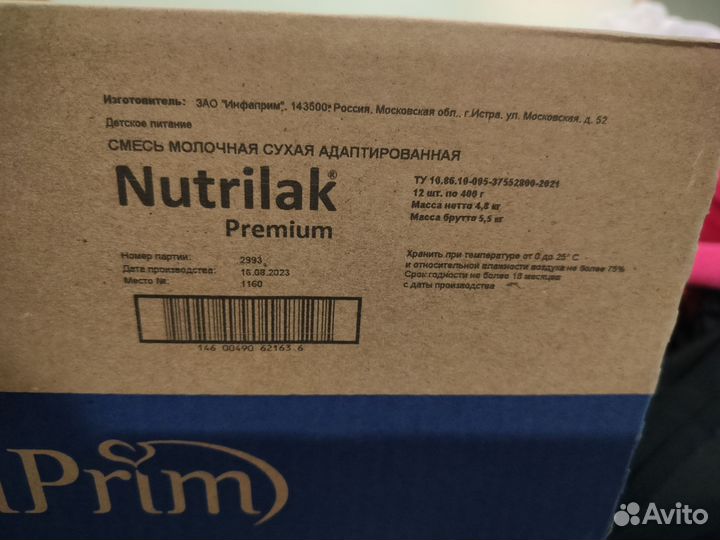 Изготовитель: ЗАО "Инфаприм", 143500, Россия, Московская обл., г.Истра, ул. Московская, д. 52
Детское питание
СМЕСЬ МОЛОЧНАЯ СУХАЯ АДАПТИРОВАННАЯ
Nutrilak®
Premium
ТУ 10.86.10-095-37552800-2021
12 шт. по 400 г
Масса нетто 4,8 кг
Масса брутто 5,5 кг
Номер партии: 2993
Дата производства: 16.08.2023
Место №: 1160
146 00490 62163 6
Хранить при температуре от 0 до 25° С
и относительной влажности воздуха не более 75%
Срок годности не более 18 месяцев
с даты производства
Prim
Avito